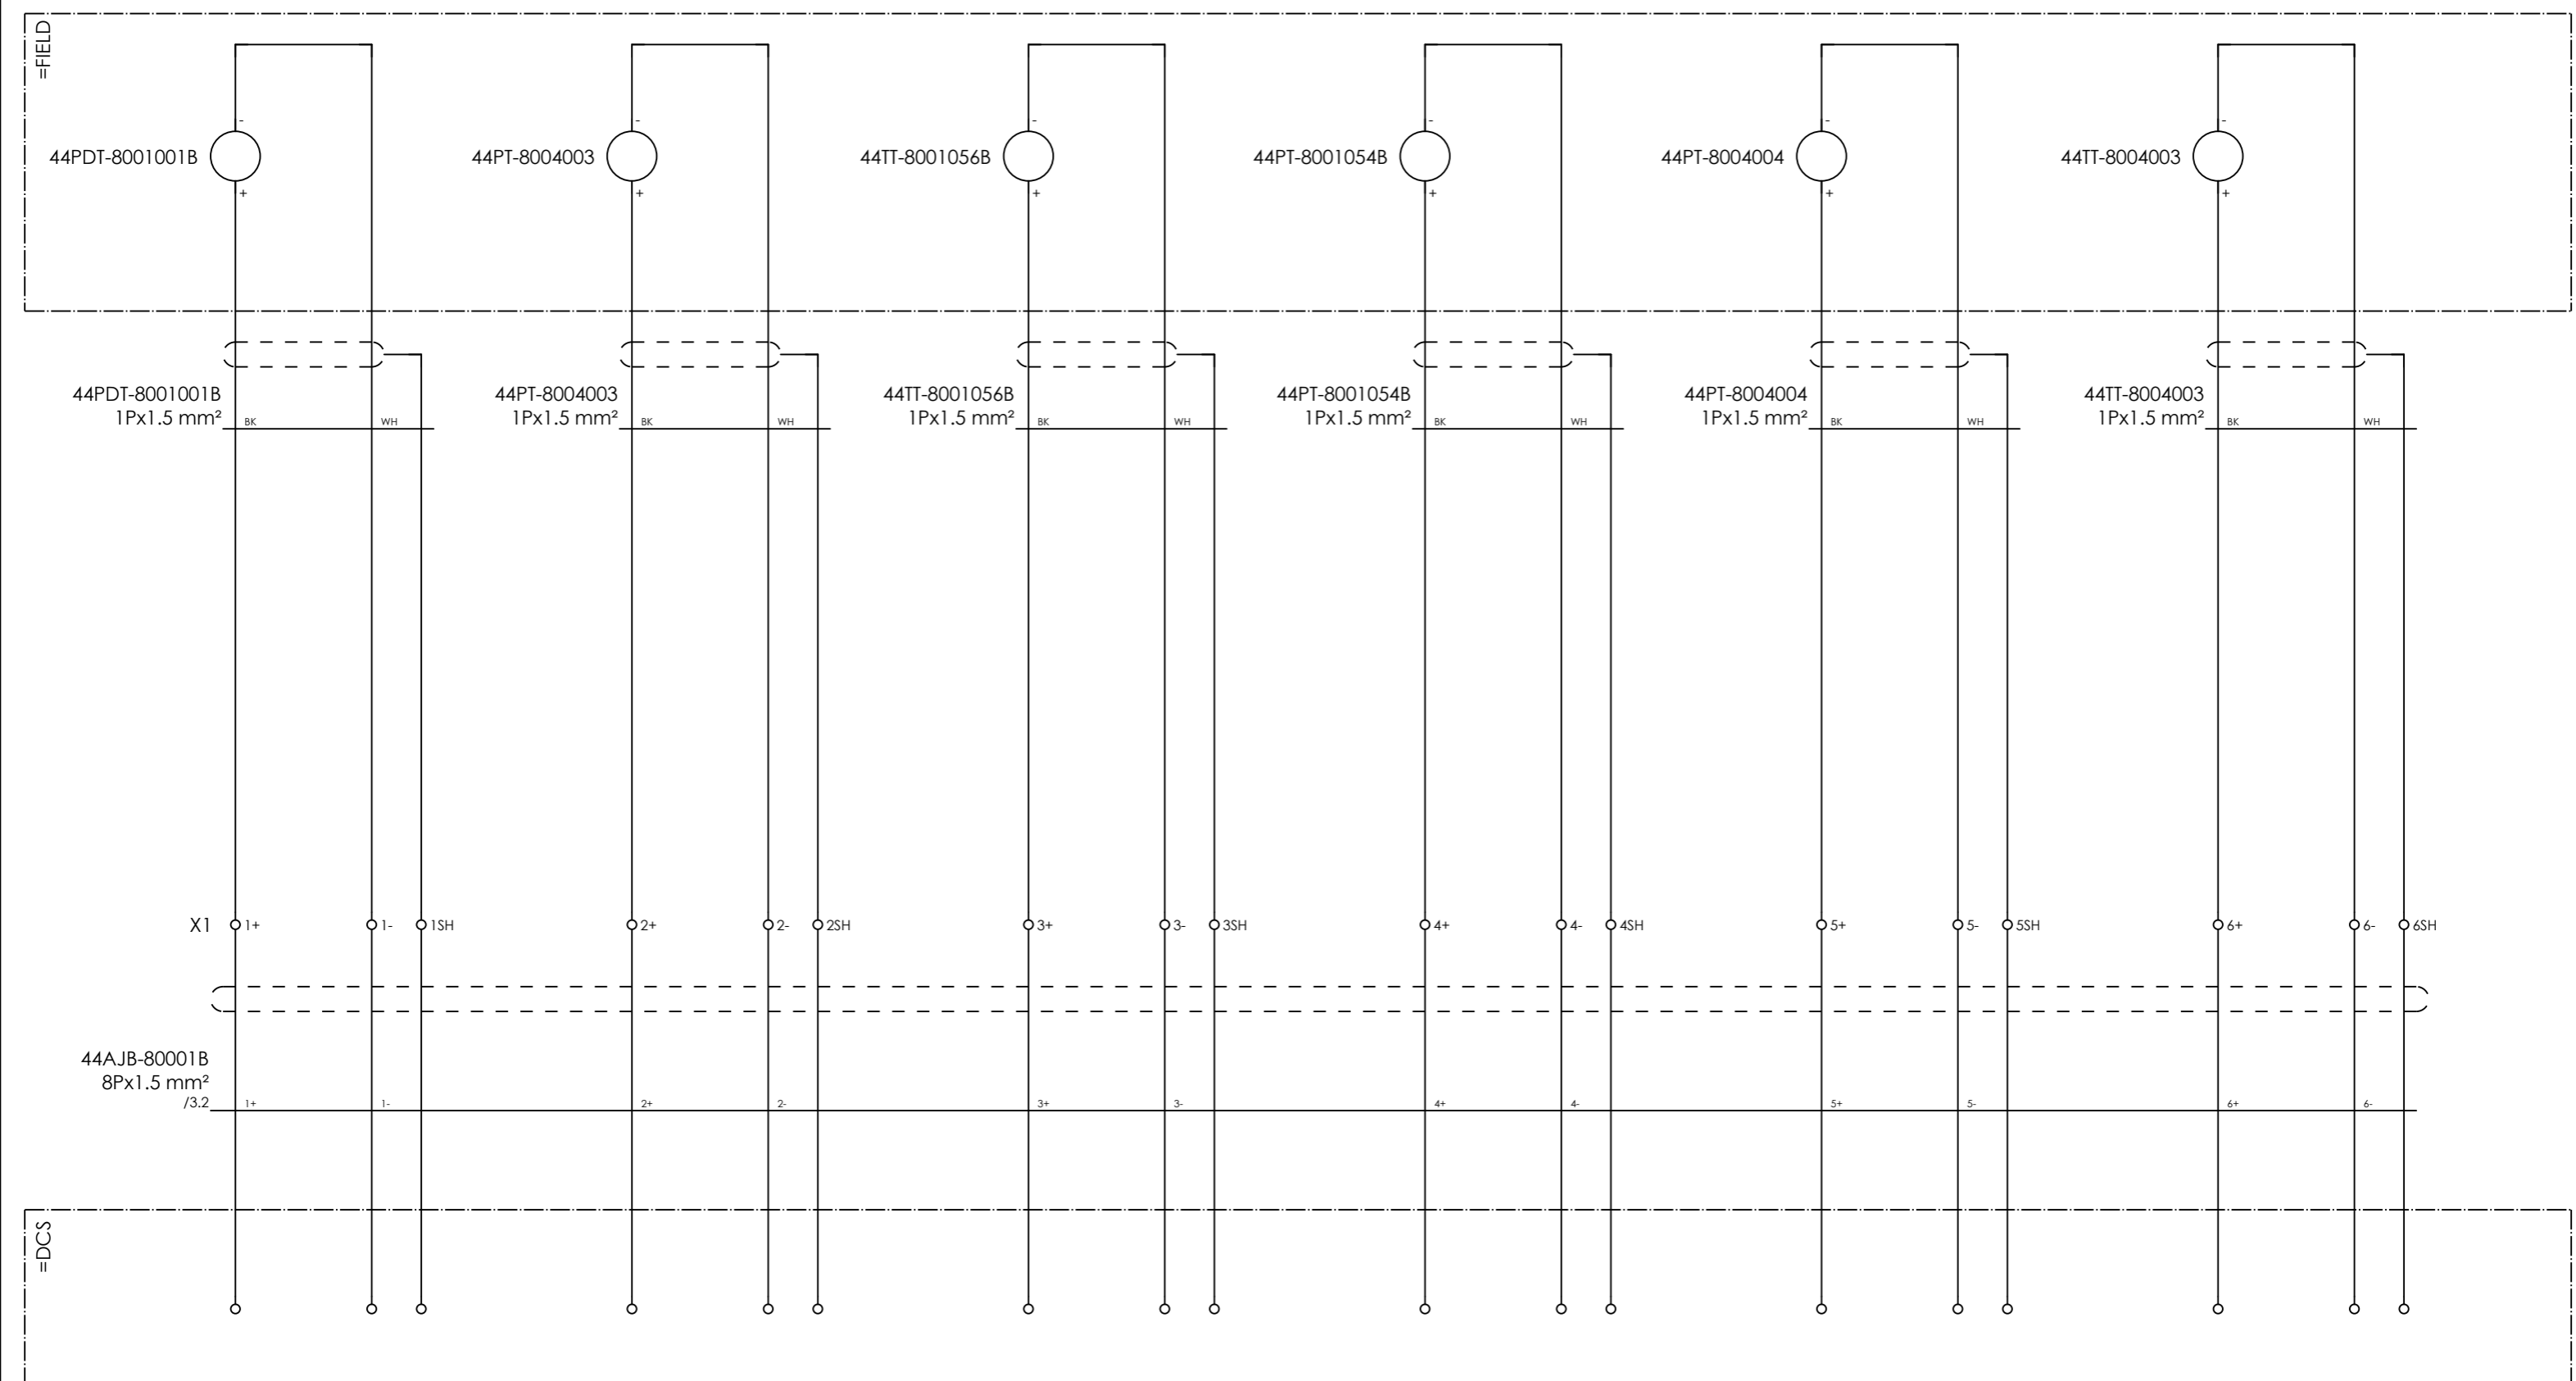 =FIELD
- - - - - -
44PDT-8001001B 44PT-8004003 44TT-8001056B 44PT-8001054B 44PT-8004004 44TT-8004003
+ + + + + +
44PDT-8001001B 44PT-8004003 44TT-8001056B 44PT-8001054B 44PT-8004004 44TT-8004003
1Px1.5 mm² BK WH 1Px1.5 mm² BK WH 1Px1.5 mm² BK WH 1Px1.5 mm² BK WH 1Px1.5 mm² BK WH 1Px1.5 mm² BK WH
X1 1+ 1- 1SH 2+ 2- 2SH 3+ 3- 3SH 4+ 4- 4SH 5+ 5- 5SH 6+ 6- 6SH
44AJB-80001B
8Px1.5 mm²
/3.2 1+ 1- 2+ 2- 3+ 3- 4+ 4- 5+ 5- 6+ 6-
=DCS